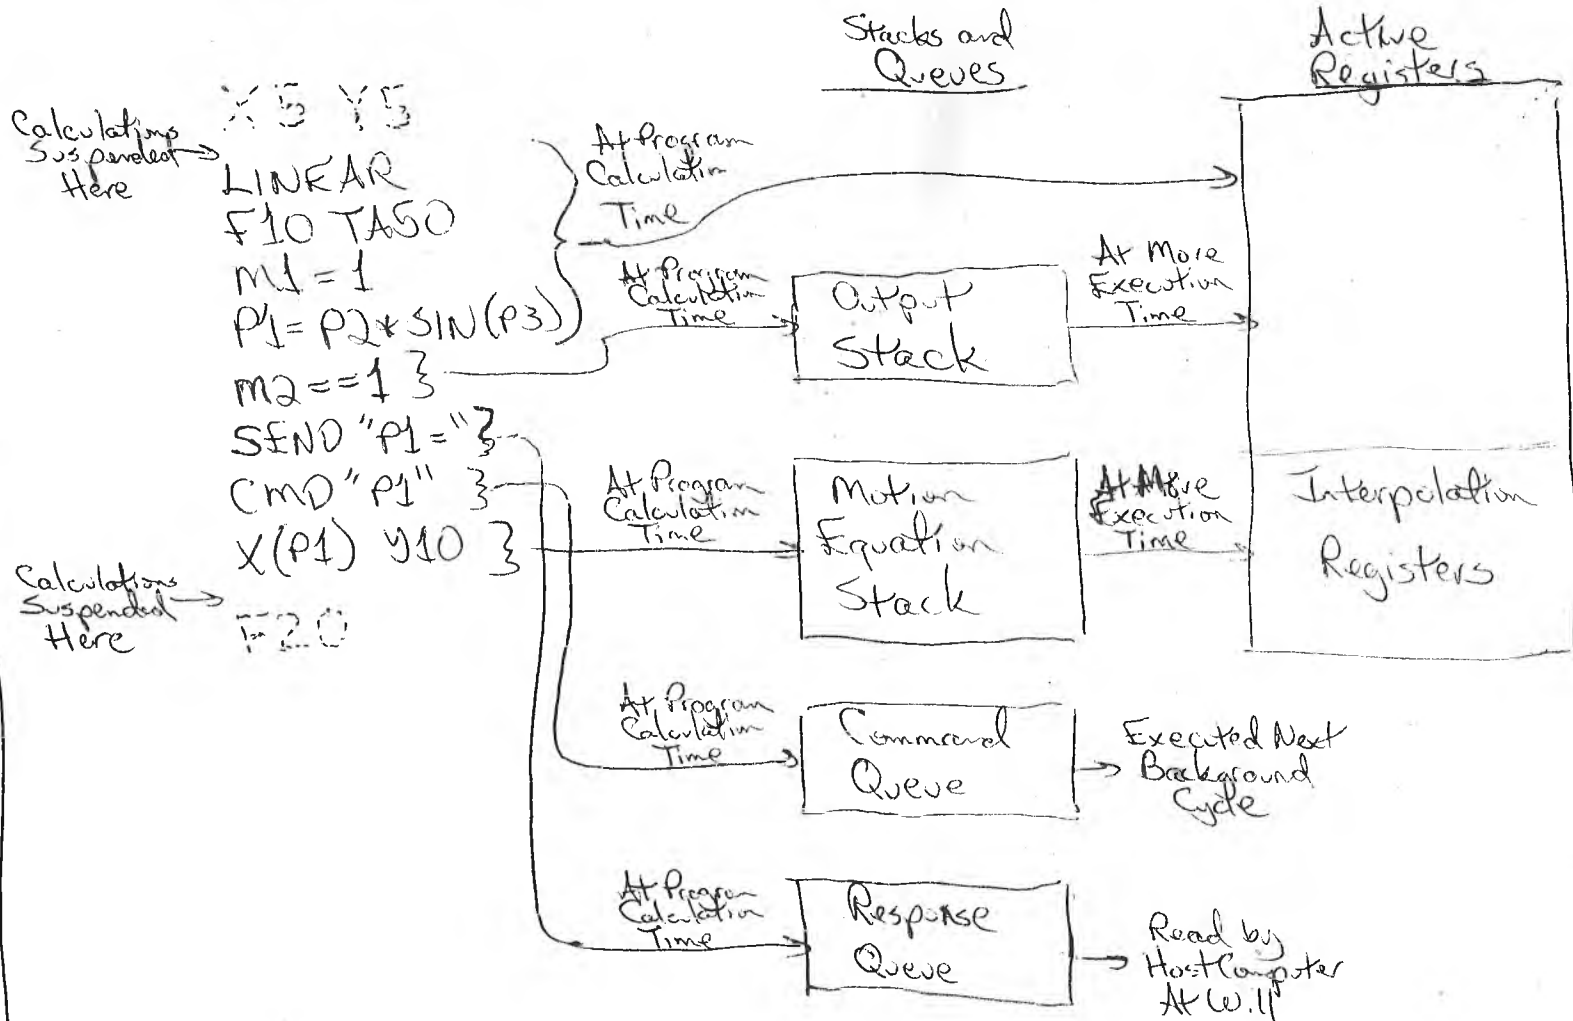 Stacks and
Queues
Active
Registers
X5 Y5
Calculations
Suspended
Here
LINEAR
F10 TA50
M1 = 1
P1 = P2*SIN(P3)
M2 == 1 }
SEND "P1=" }
CMD "P1" }
X(P1) Y10 }
Calculations
Suspended
Here
F20
At Program
Calculation
Time
At Program
Calculation
Time
Output
Stack
At Move
Execution
Time
At Program
Calculation
Time
Motion
Equation
Stack
At Move
Execution
Time
Interpolation
Registers
At Program
Calculation
Time
Command
Queue
Executed Next
Background
Cycle
At Program
Calculation
Time
Response
Queue
Read by
Host Computer
At Will